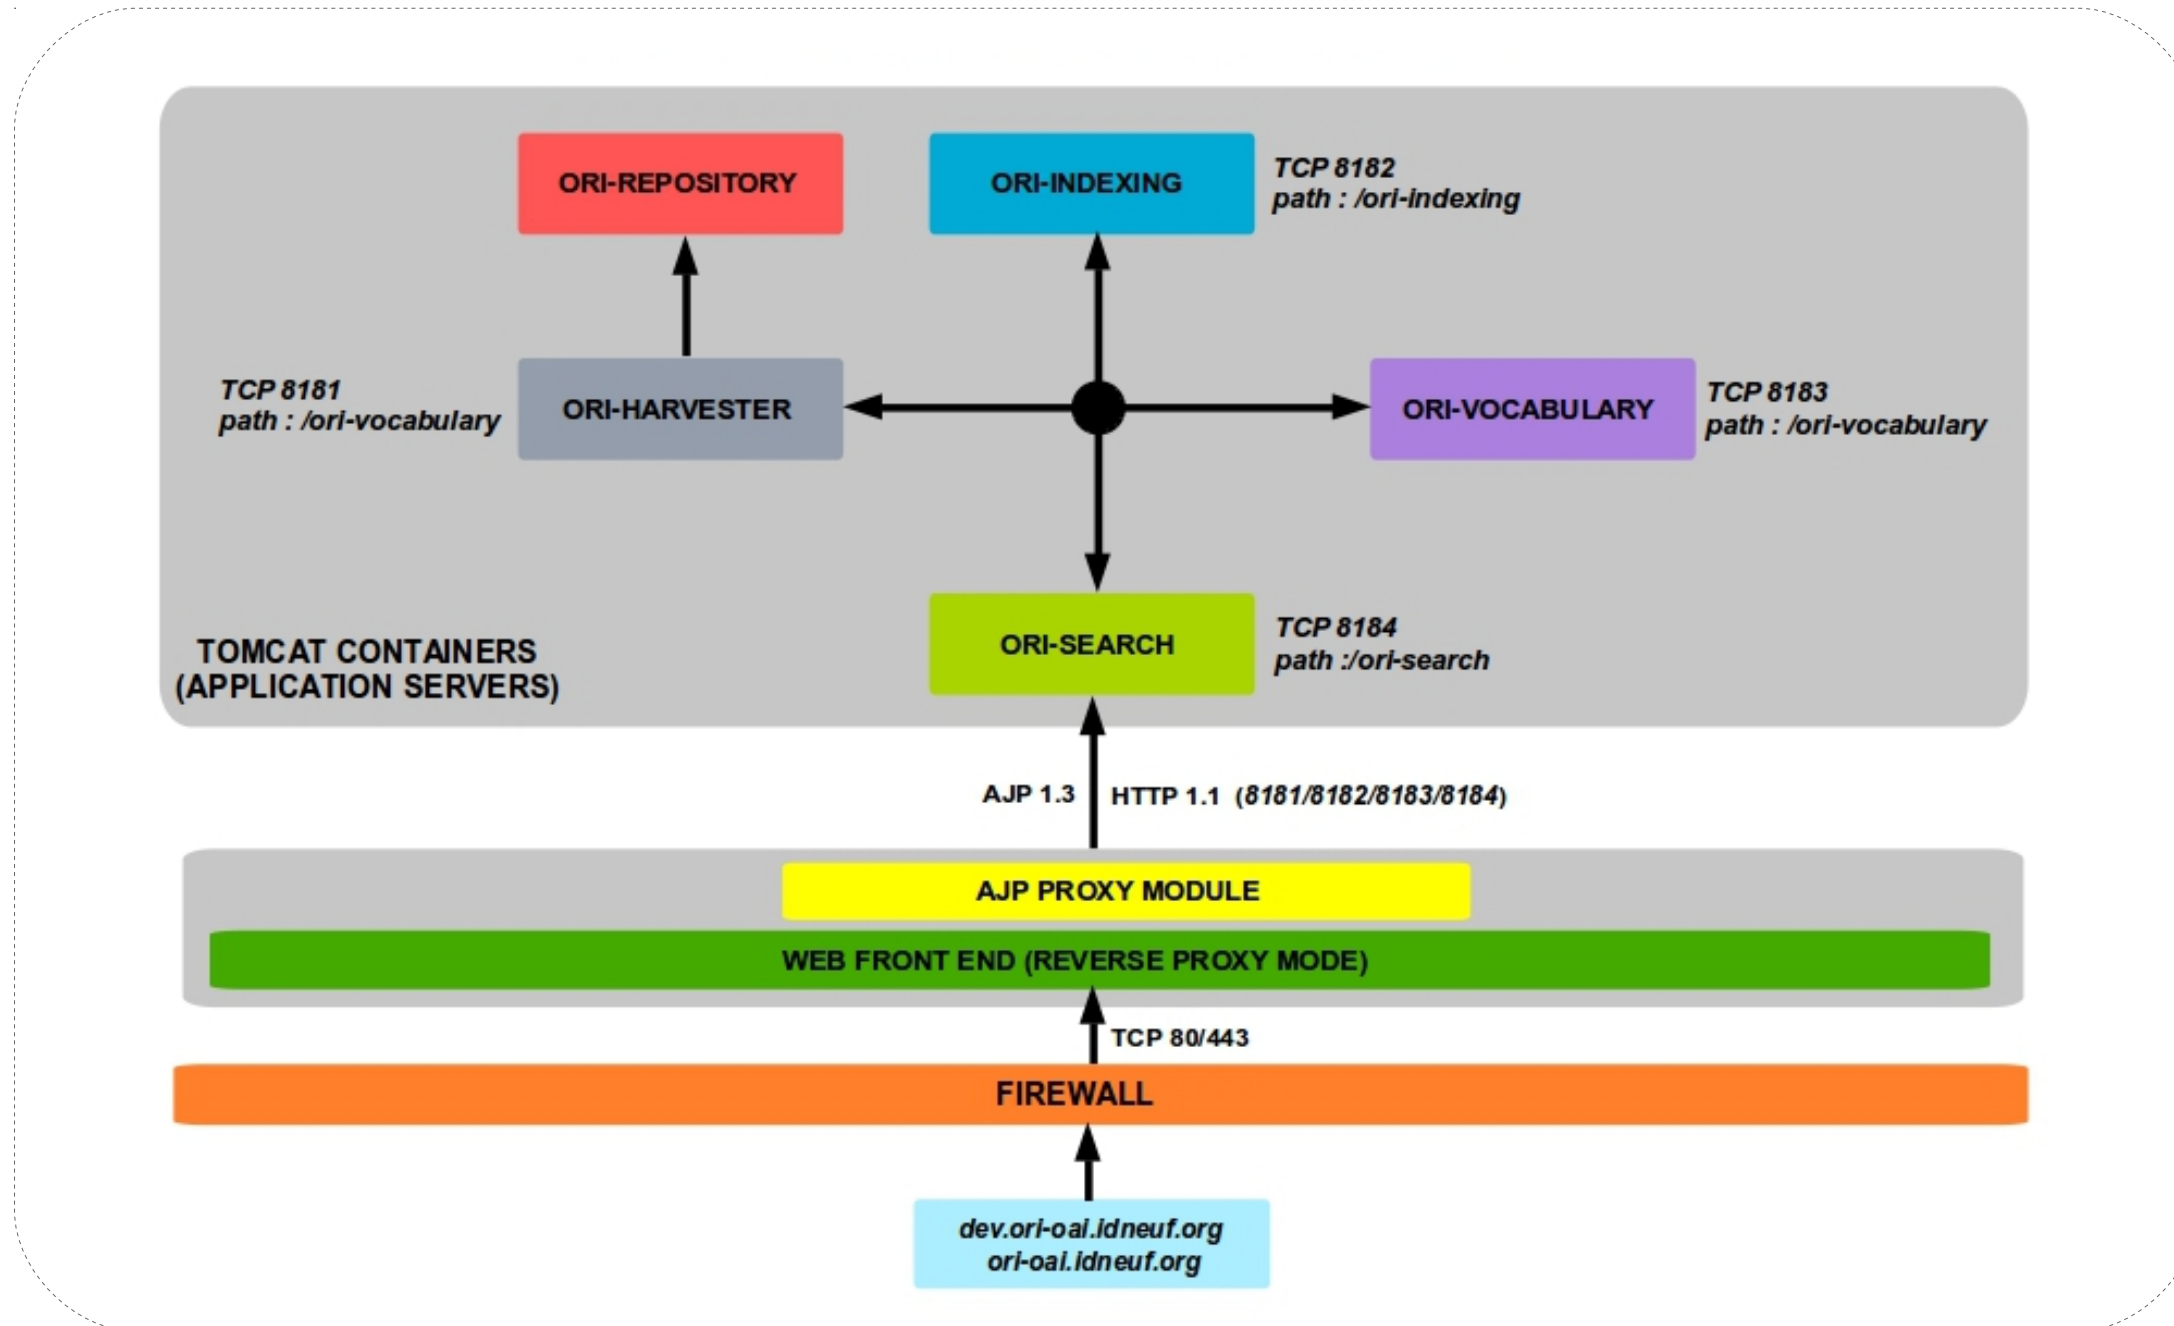 ORI-REPOSITORY
ORI-INDEXING
TCP 8182
path : /ori-indexing
TCP 8181
path : /ori-vocabulary
ORI-HARVESTER
ORI-VOCABULARY
TCP 8183
path : /ori-vocabulary
TOMCAT CONTAINERS
(APPLICATION SERVERS)
ORI-SEARCH
TCP 8184
path :/ori-search
AJP 1.3
HTTP 1.1 (8181/8182/8183/8184)
AJP PROXY MODULE
WEB FRONT END (REVERSE PROXY MODE)
TCP 80/443
FIREWALL
dev.ori-oai.idneuf.org
ori-oai.idneuf.org